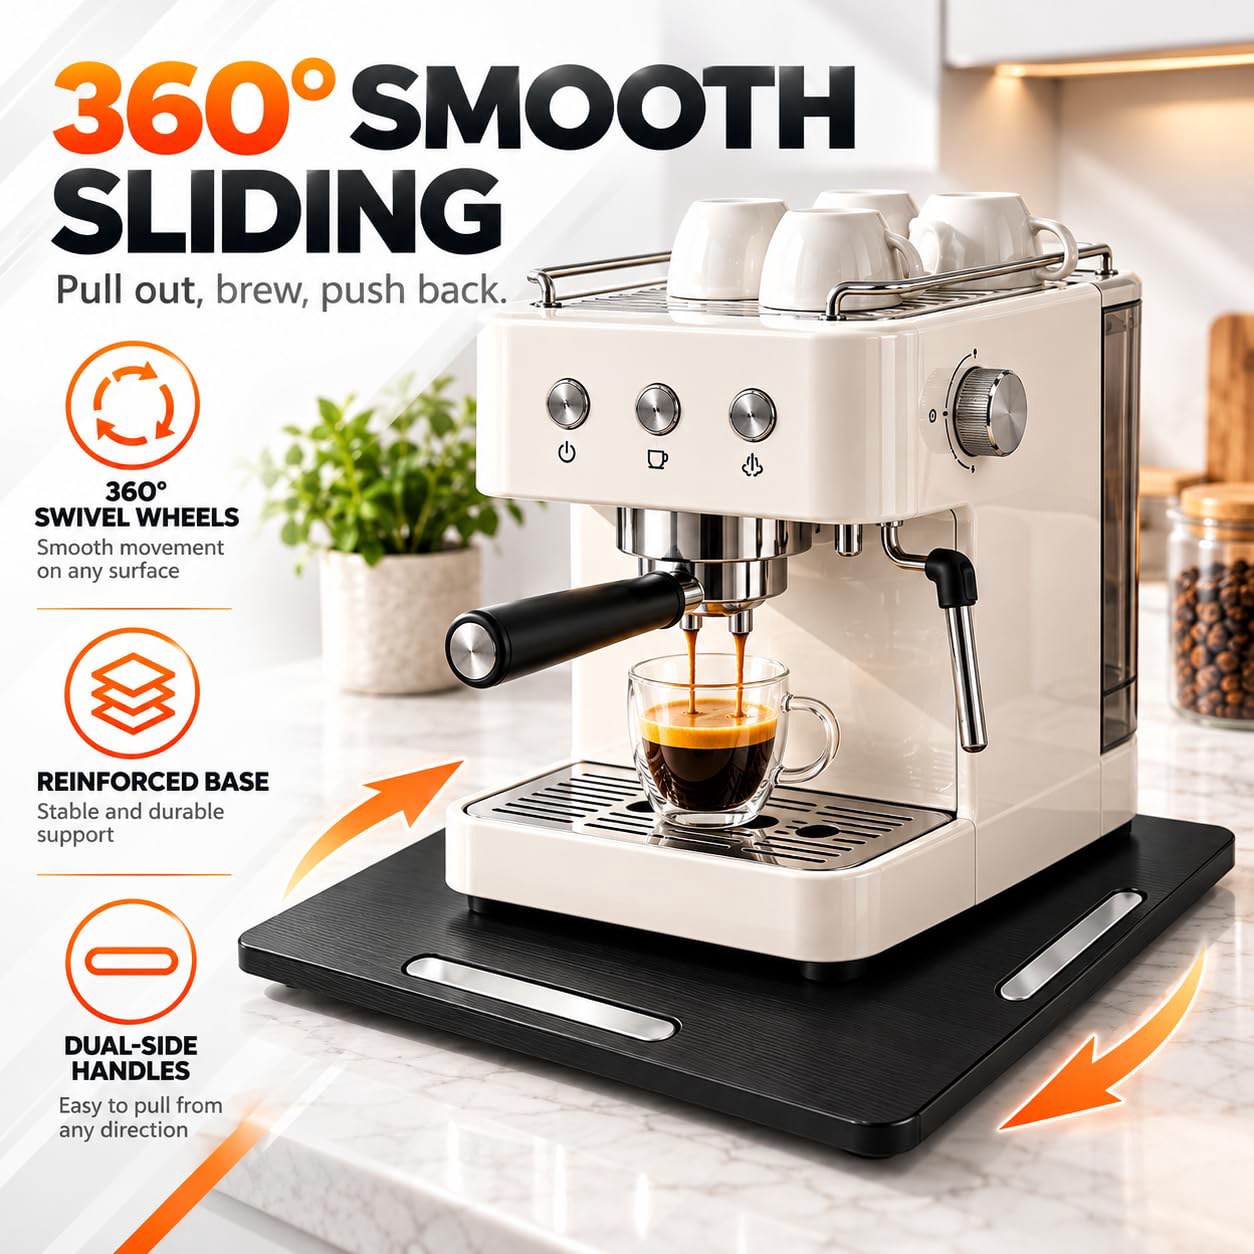 360° SMOOTH
SLIDING
Pull out, brew, push back.
360°
SWIVEL WHEELS
Smooth movement
on any surface
REINFORCED BASE
Stable and durable
support
DUAL-SIDE
HANDLES
Easy to pull from
any direction